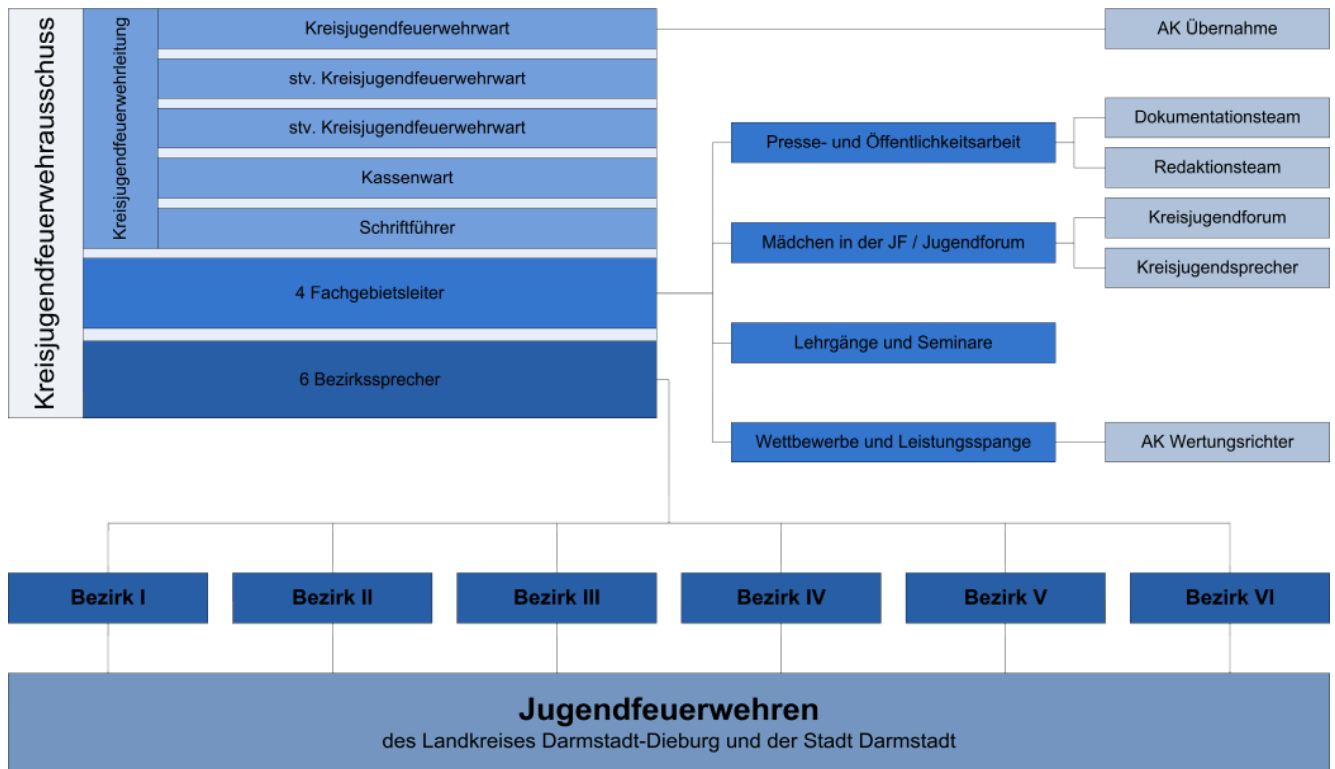 Kreisjugendfeuerwehrausschuss
Kreisjugendfeuerwehrleitung
Kreisjugendfeuerwehrwart
stv. Kreisjugendfeuerwehrwart
stv. Kreisjugendfeuerwehrwart
Kassenwart
Schriftführer
4 Fachgebietsleiter
6 Bezirkssprecher
AK Übernahme
Presse- und Öffentlichkeitsarbeit
Dokumentationsteam
Redaktionsteam
Mädchen in der JF / Jugendforum
Kreisjugendforum
Kreisjugendsprecher
Lehrgänge und Seminare
Wettbewerbe und Leistungsspange
AK Wertungsrichter
Bezirk I
Bezirk II
Bezirk III
Bezirk IV
Bezirk V
Bezirk VI
Jugendfeuerwehren
des Landkreises Darmstadt-Dieburg und der Stadt Darmstadt